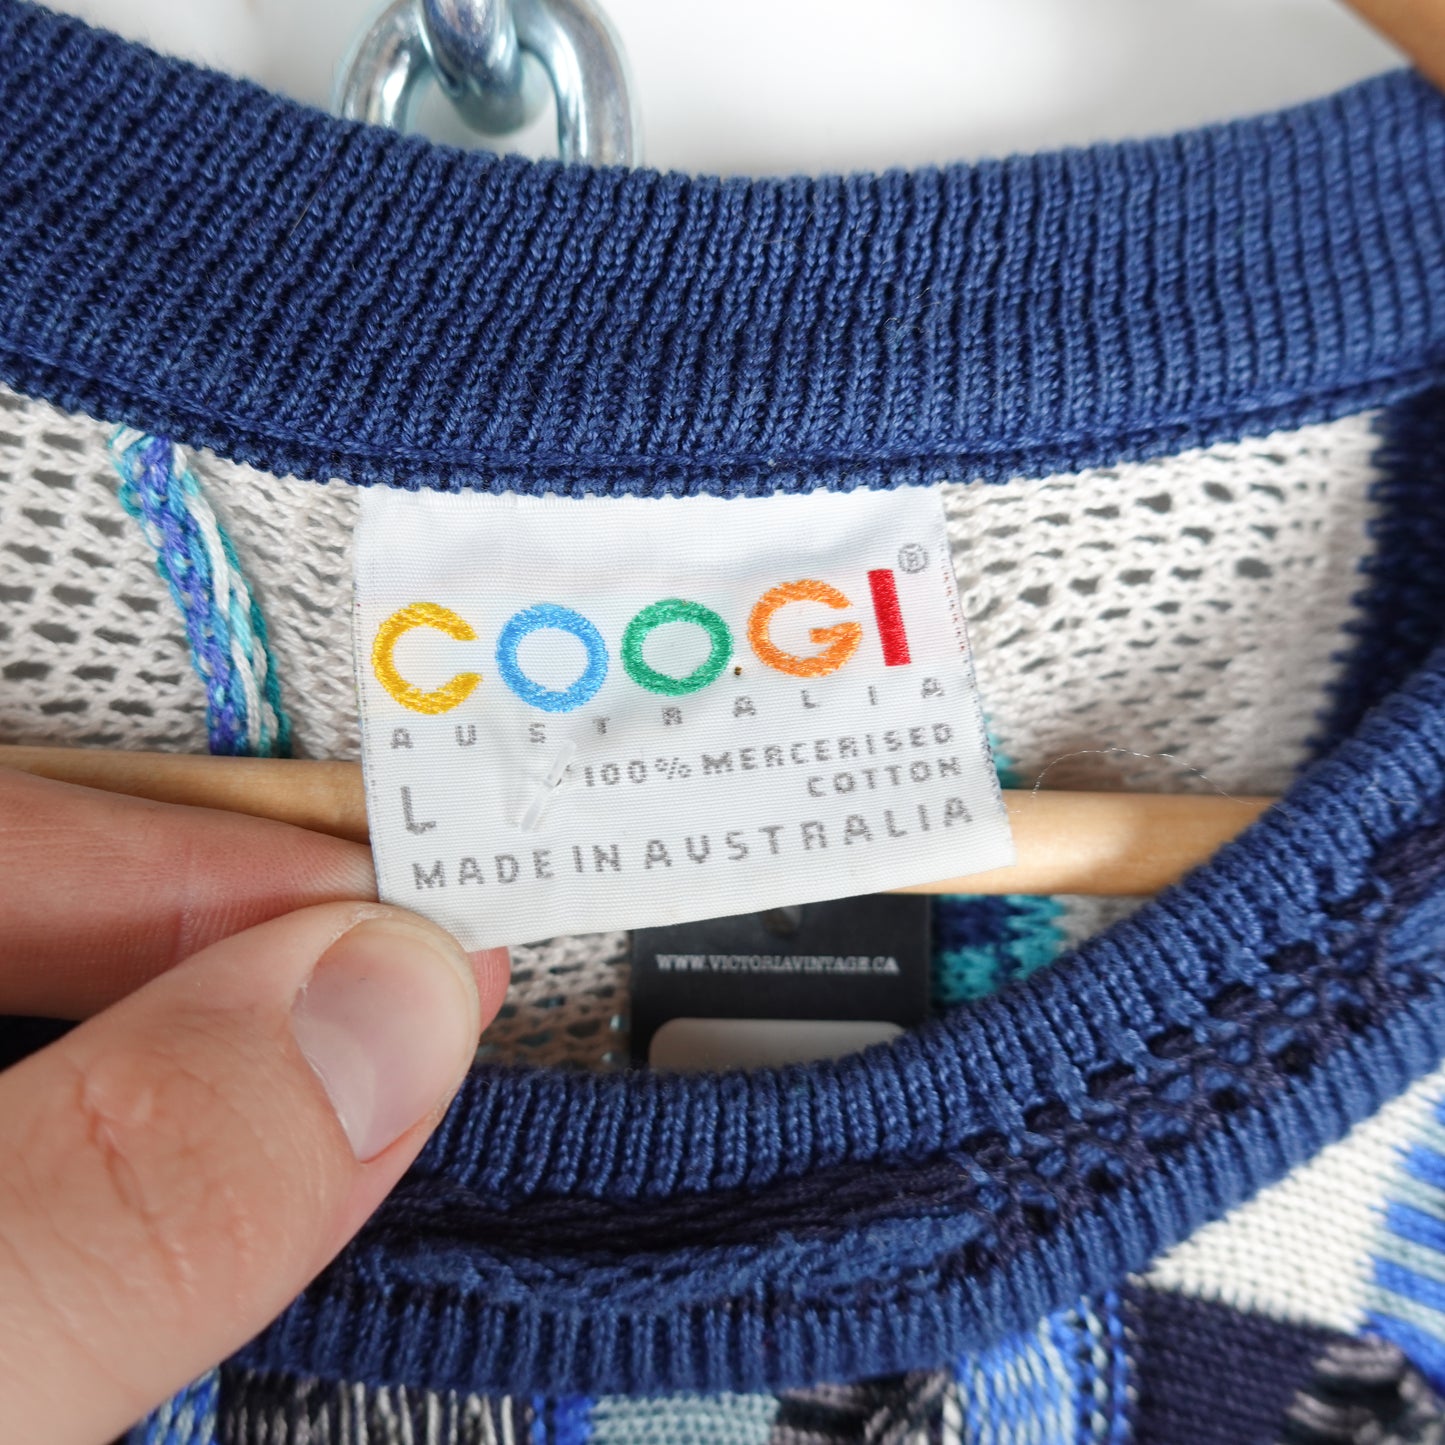 COOGI®
AUSTRALIA
100% MERCERISED
COTTON
L
MADE IN AUSTRALIA
WWW.VICTORIAVINTAGE.CA